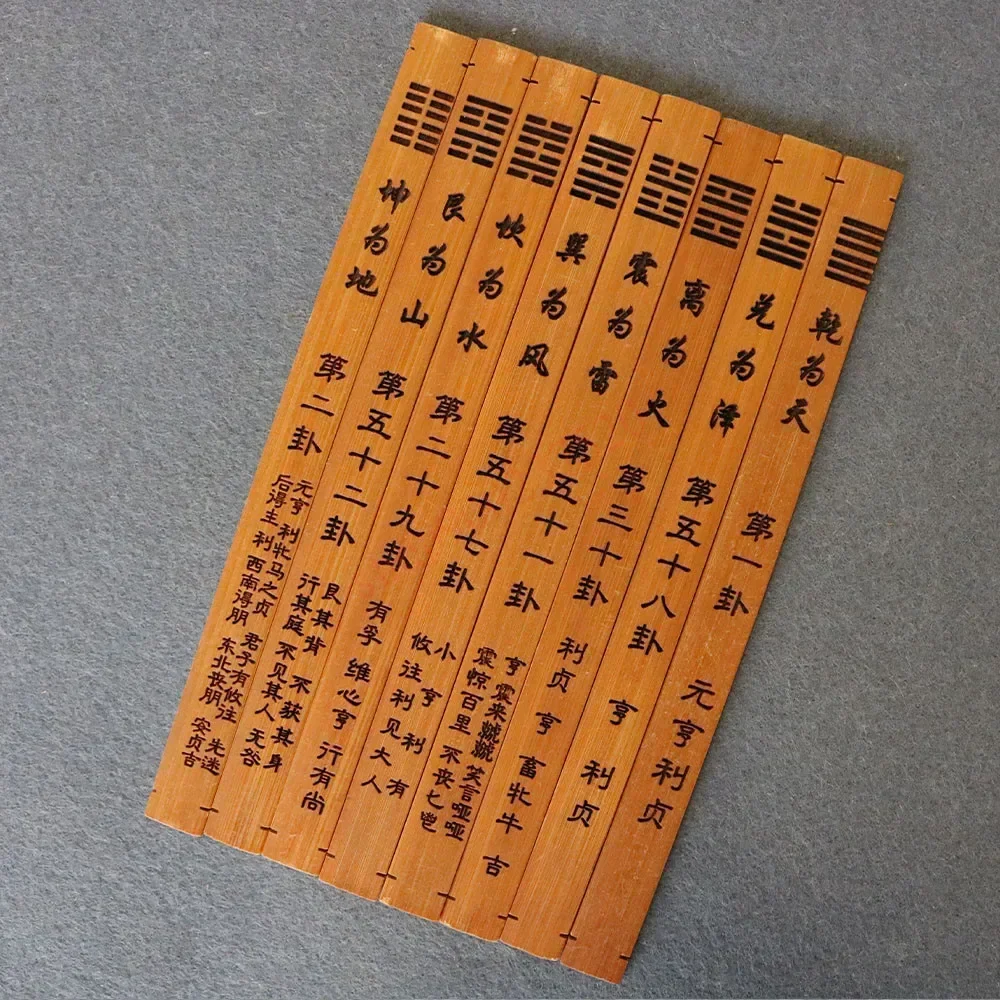 乾为天 第一卦 元亨利贞
兑为泽 第五十八卦 亨 利贞
离为火 第三十卦 利贞 亨 畜牝牛 吉
震为雷 第五十一卦 亨 震来虩虩 笑言哑哑
震惊百里 不丧匕鬯
巽为风 第五十七卦 小 亨 利 有
攸往利见大人
坎为水 第二十九卦 有孚 维心亨 行有尚
艮为山 第五十二卦 艮其背 不获其身
行其庭 不见其人 无咎
坤为地 第二卦 元亨 利牝马之贞 君子有攸往 先迷
后得主 利 西南得朋 东北丧朋 安贞吉